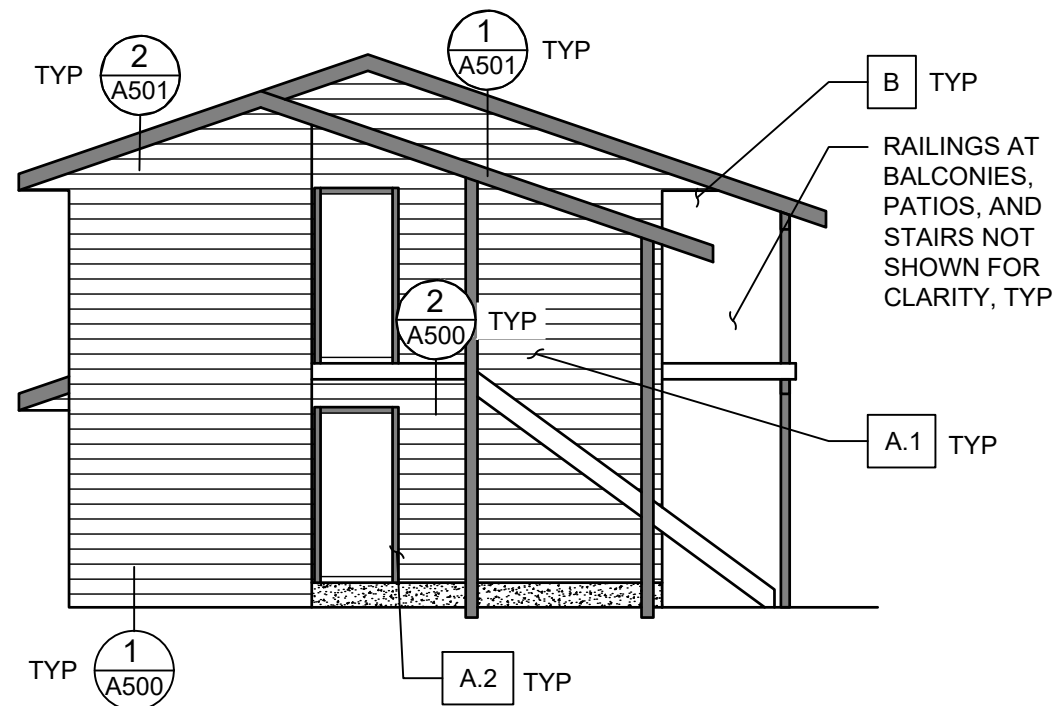 TYP
2
A501
1
A501
TYP
B
TYP
RAILINGS AT
BALCONIES,
PATIOS, AND
STAIRS NOT
SHOWN FOR
CLARITY, TYP
2
A500
TYP
A.1
TYP
TYP
1
A500
A.2
TYP